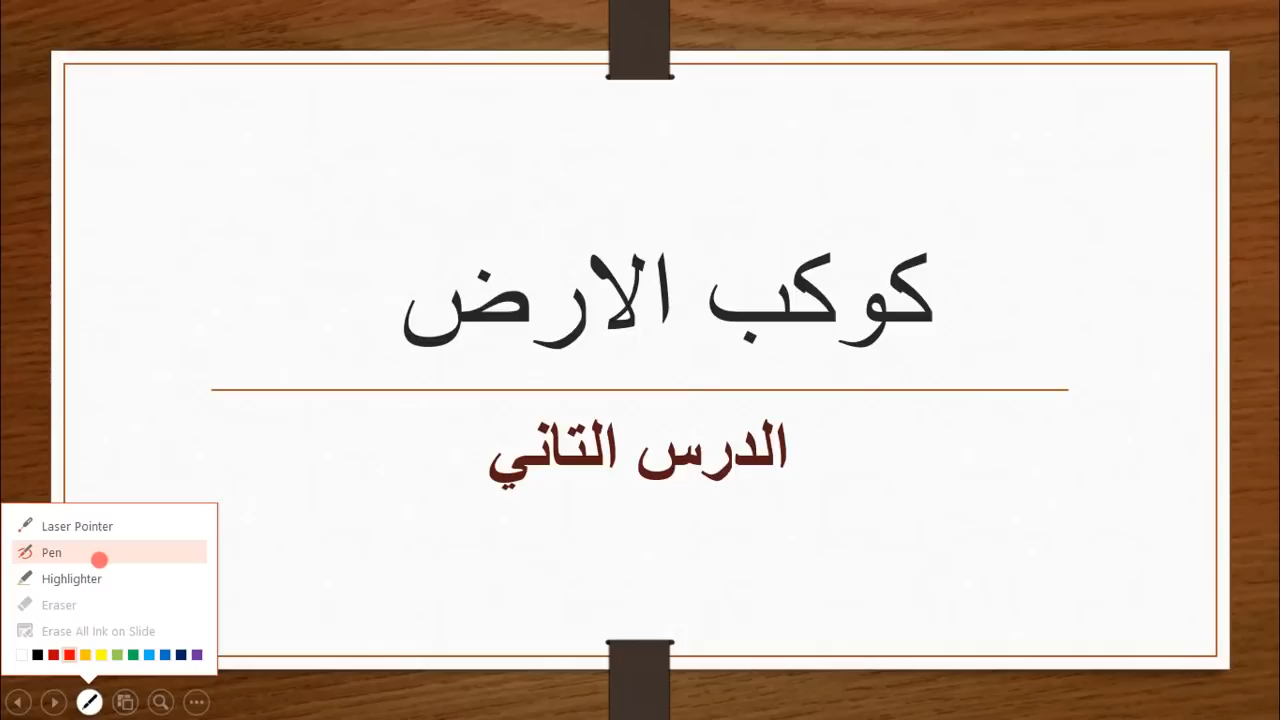 كوكب الارض
الدرس التاني
Laser Pointer
Pen
Highlighter
Eraser
Erase All Ink on Slide